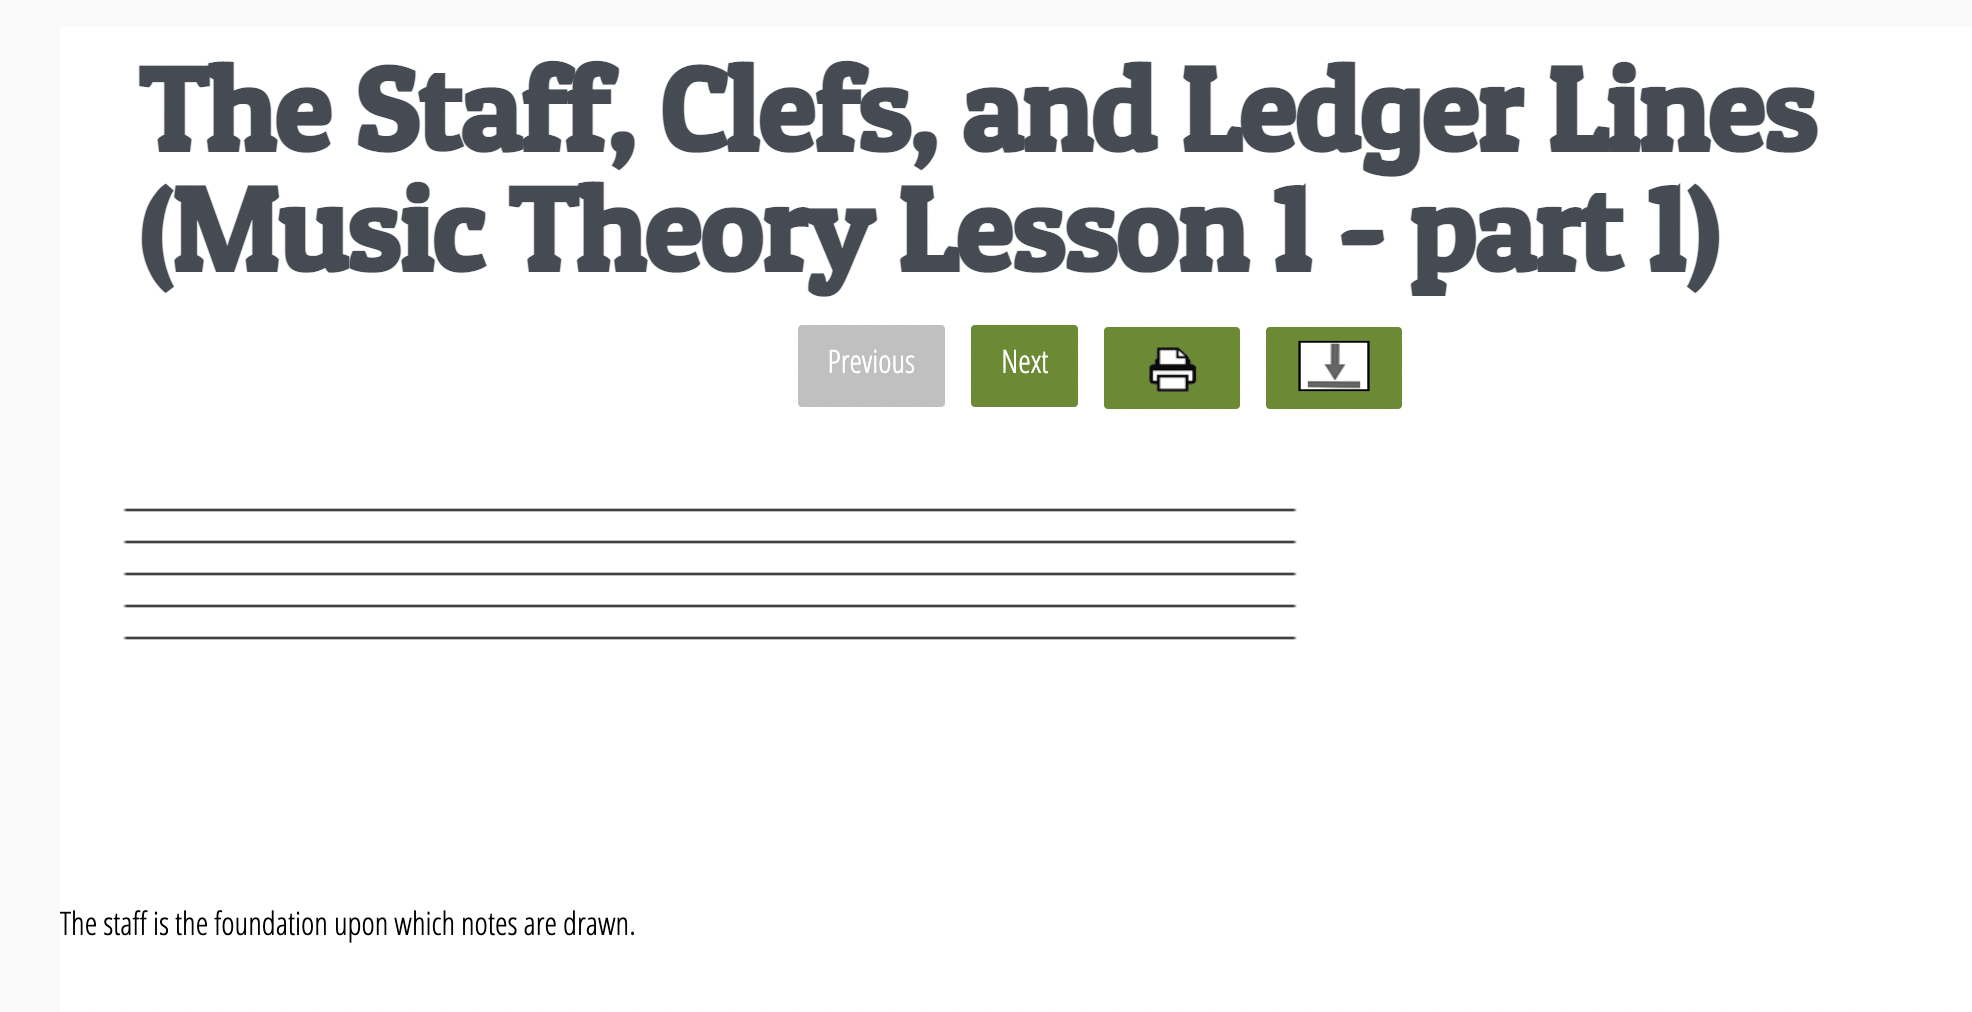 The Staff, Clefs, and Ledger Lines
(Music Theory Lesson 1 - part 1)
Previous Next
The staff is the foundation upon which notes are drawn.